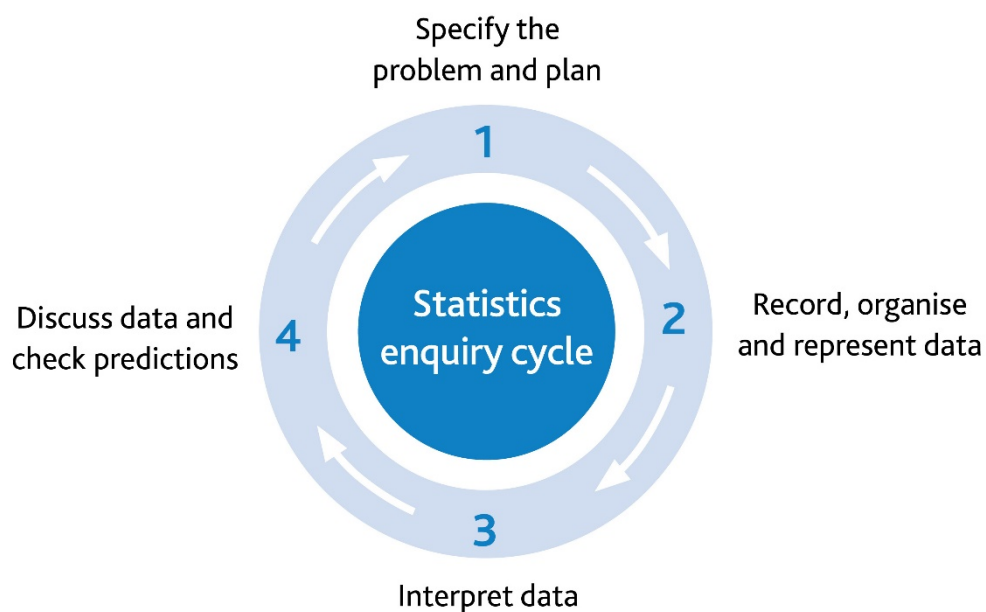 Specify the
problem and plan
1
Statistics
enquiry cycle
2
Record, organise
and represent data
3
Interpret data
4
Discuss data and
check predictions